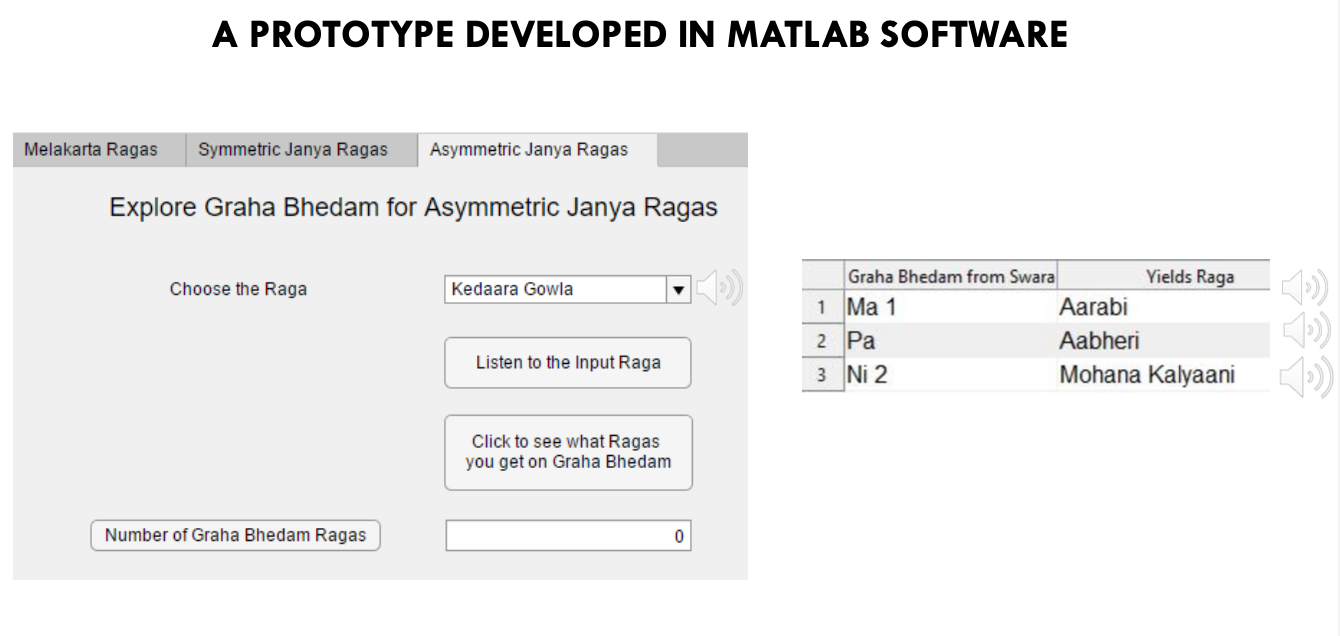 A PROTOTYPE DEVELOPED IN MATLAB SOFTWARE
Melakarta Ragas Symmetric Janya Ragas Asymmetric Janya Ragas
Explore Graha Bhedam for Asymmetric Janya Ragas
Choose the Raga Kedaara Gowla
Listen to the Input Raga
Click to see what Ragas
you get on Graha Bhedam
Number of Graha Bhedam Ragas 0
Graha Bhedam from Swara Yields Raga
1 Ma 1 Aarabi
2 Pa Aabheri
3 Ni 2 Mohana Kalyaani